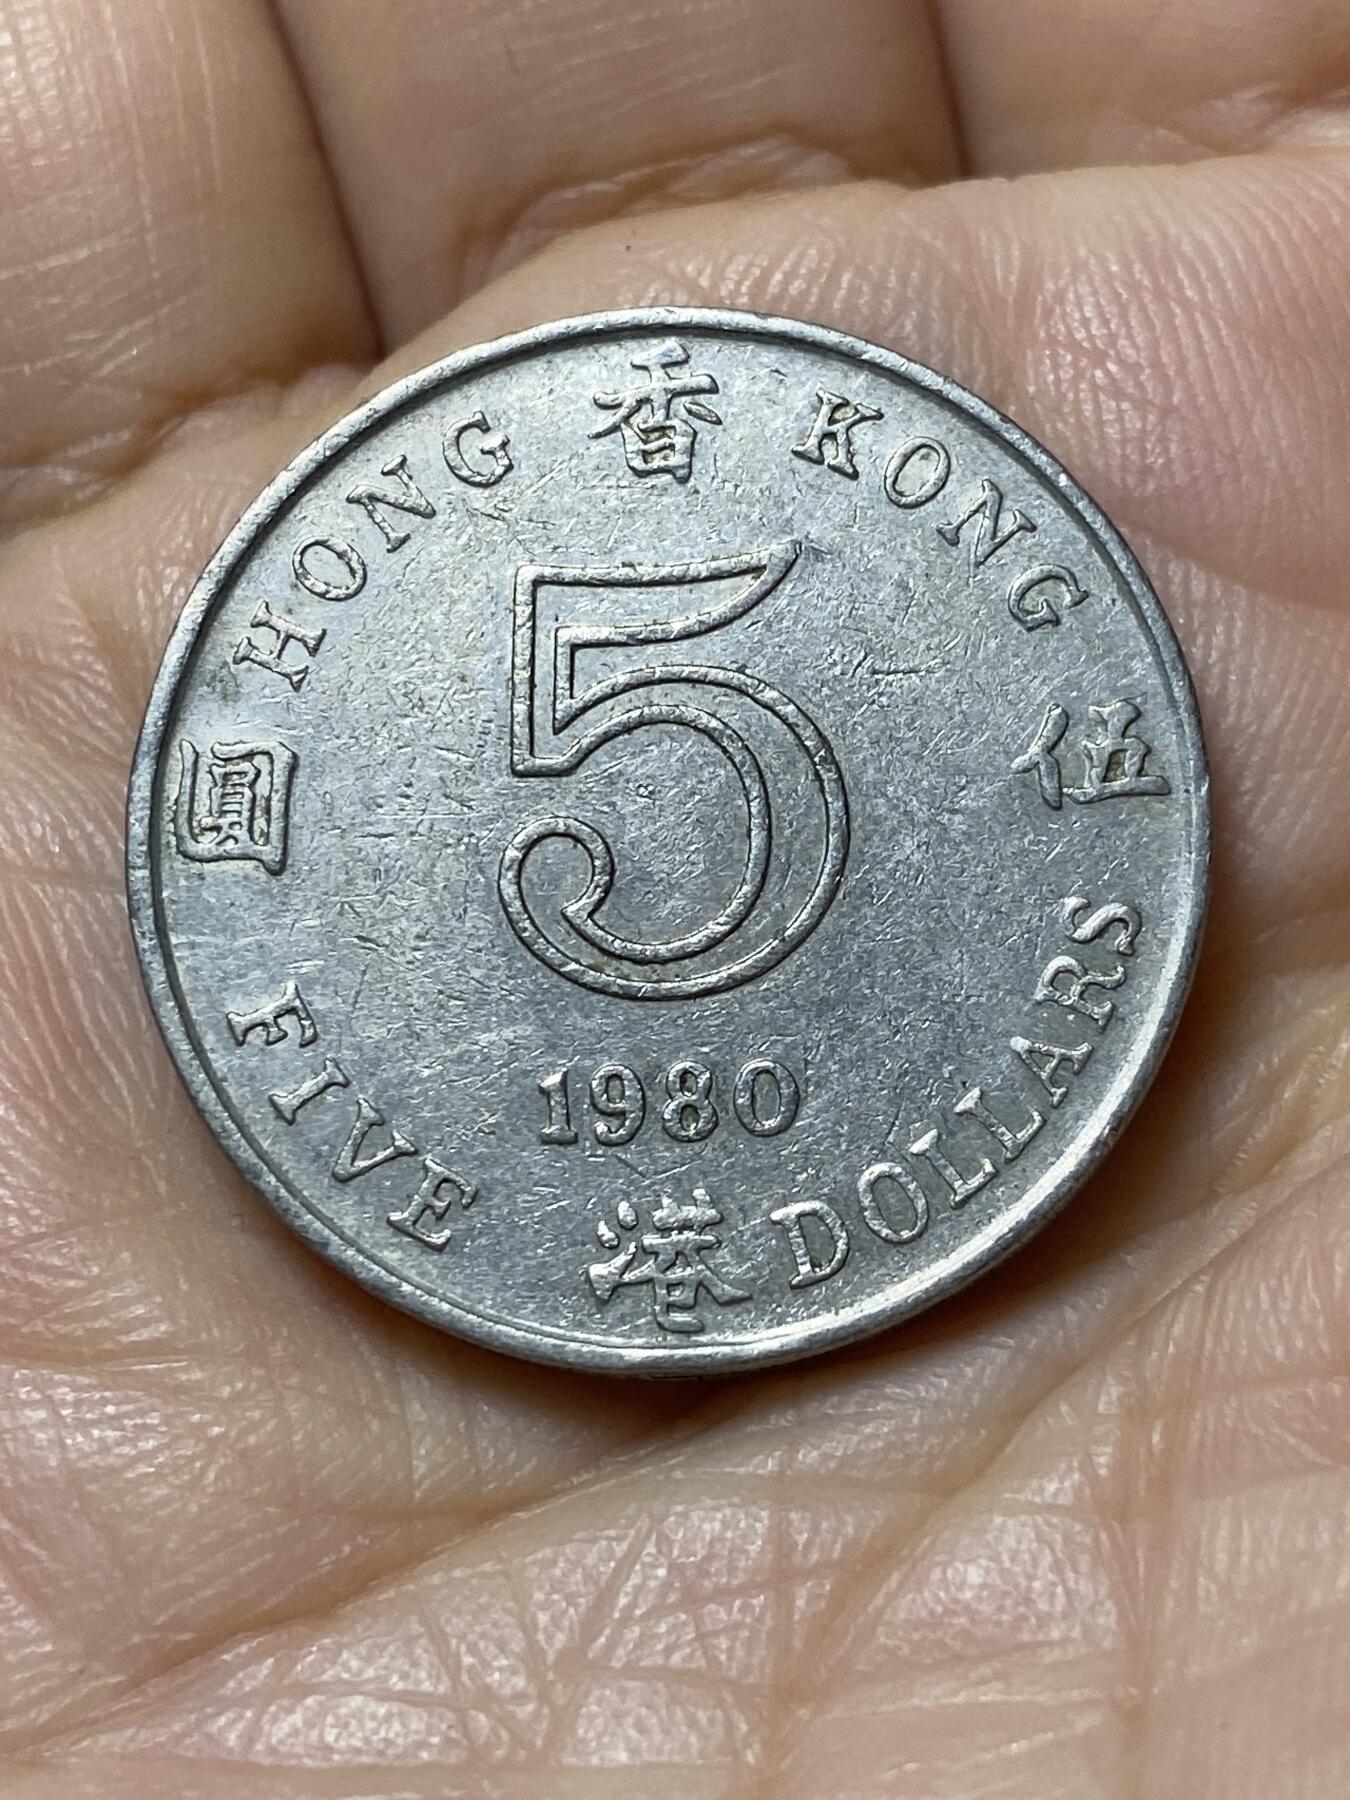 HONG 香 KONG
圓 伍
5
1980
FIVE 港 DOLLARS